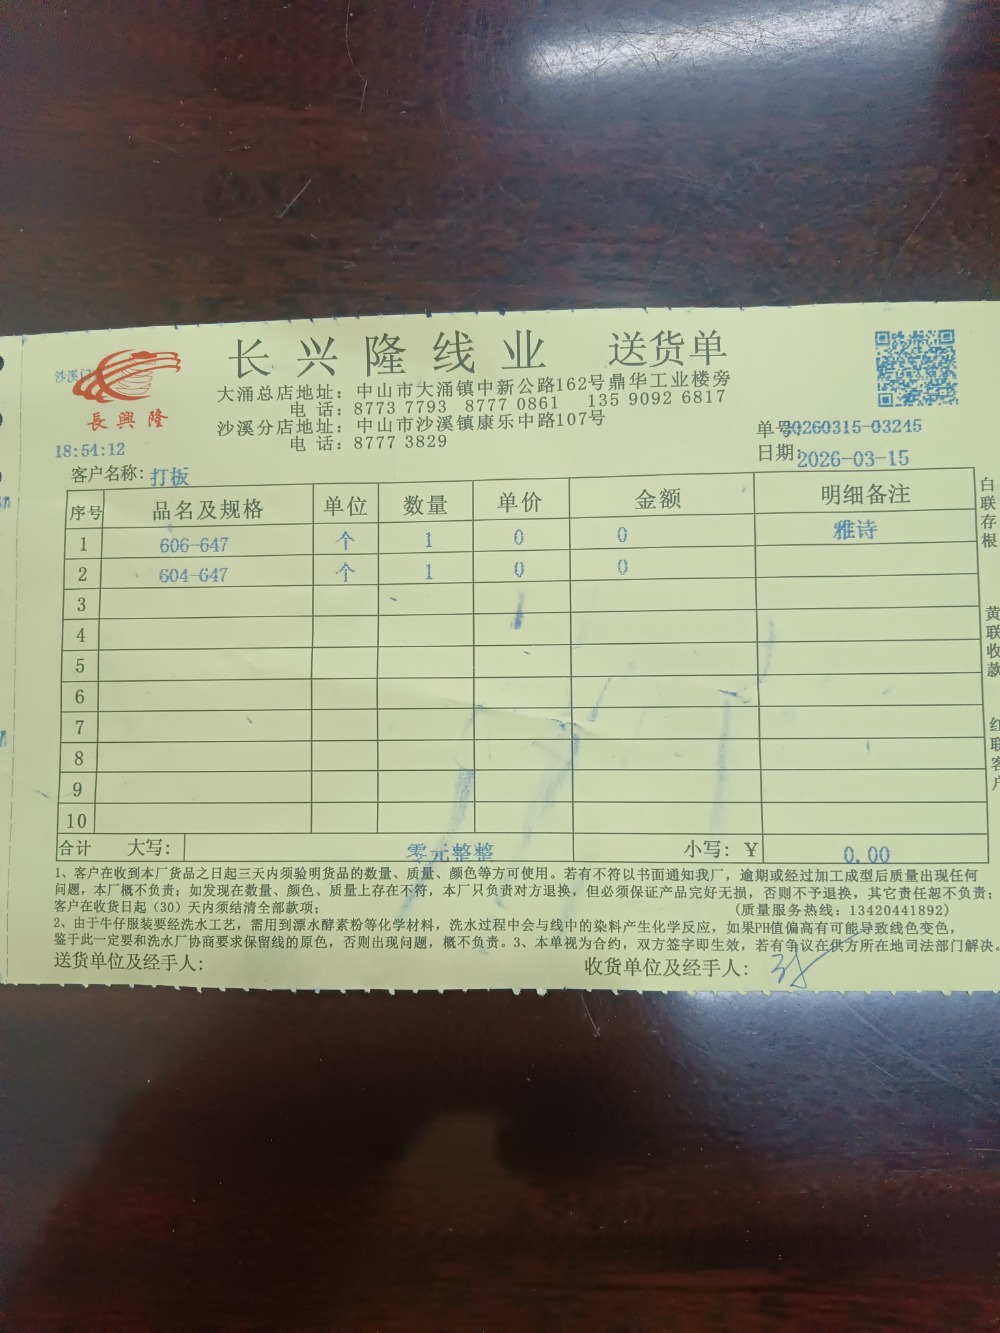 长兴隆线业 送货单
大涌总店地址：中山市大涌镇中新公路162号鼎华工业楼旁
电 话：8773 7793 8777 0861 135 9092 6817
沙溪分店地址：中山市沙溪镇康乐中路107号
电 话：8777 3829
沙溪
長興隆
18:54:12
单号:20260315-03245
客户名称:打板
日期:2026-03-15
序号 品名及规格 单位 数量 单价 金额 明细备注
1 606-647 个 1 0 0 雅诗
2 604-647 个 1 0 0
3
4
5
6
7
8
9
10
合计 大写: 零元整整 小写: ¥ 0.00
白联存根
黄联收款
红联客户
1、客户在收到本厂货品之日起三天内须验明货品的数量、质量、颜色等方可使用。若有不符以书面通知我厂，逾期或经过加工成型后质量出现任何
问题，本厂概不负责；如发现在数量、颜色、质量上存在不符，本厂只负责对方退换，但必须保证产品完好无损，否则不予退换，其它责任恕不负责；
客户在收货日起（30）天内须结清全部款项； (质量服务热线：13420441892)
2、由于牛仔服装要经洗水工艺，需用到漂水酵素粉等化学材料，洗水过程中会与线中的染料产生化学反应，如果PH值偏高有可能导致线色变色，
鉴于此一定要和洗水厂协商要求保留线的原色，否则出现问题，概不负责。3、本单视为合约，双方签字即生效，若有争议在供方所在地司法部门解决。
送货单位及经手人: 收货单位及经手人: